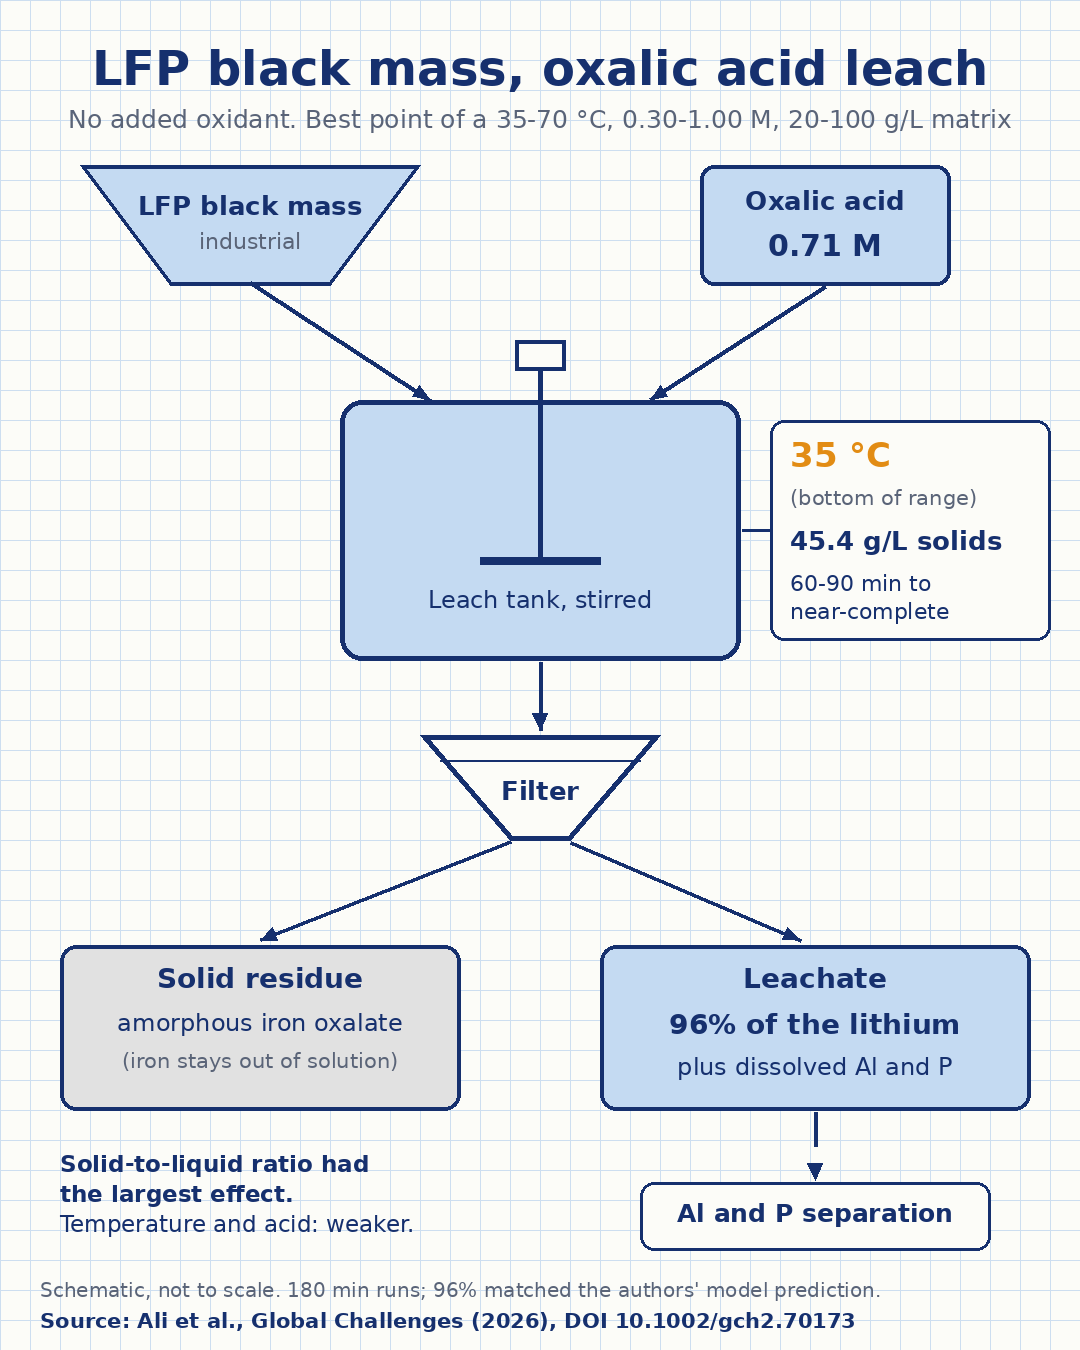 LFP black mass, oxalic acid leach
No added oxidant. Best point of a 35-70 °C, 0.30-1.00 M, 20-100 g/L matrix
LFP black mass
industrial
Oxalic acid
0.71 M
35 °C
(bottom of range)
45.4 g/L solids
60-90 min to
near-complete
Leach tank, stirred
Filter
Solid residue
amorphous iron oxalate
(iron stays out of solution)
Leachate
96% of the lithium
plus dissolved Al and P
Solid-to-liquid ratio had
the largest effect.
Temperature and acid: weaker.
Al and P separation
Schematic, not to scale. 180 min runs; 96% matched the authors' model prediction.
Source: Ali et al., Global Challenges (2026), DOI 10.1002/gch2.70173